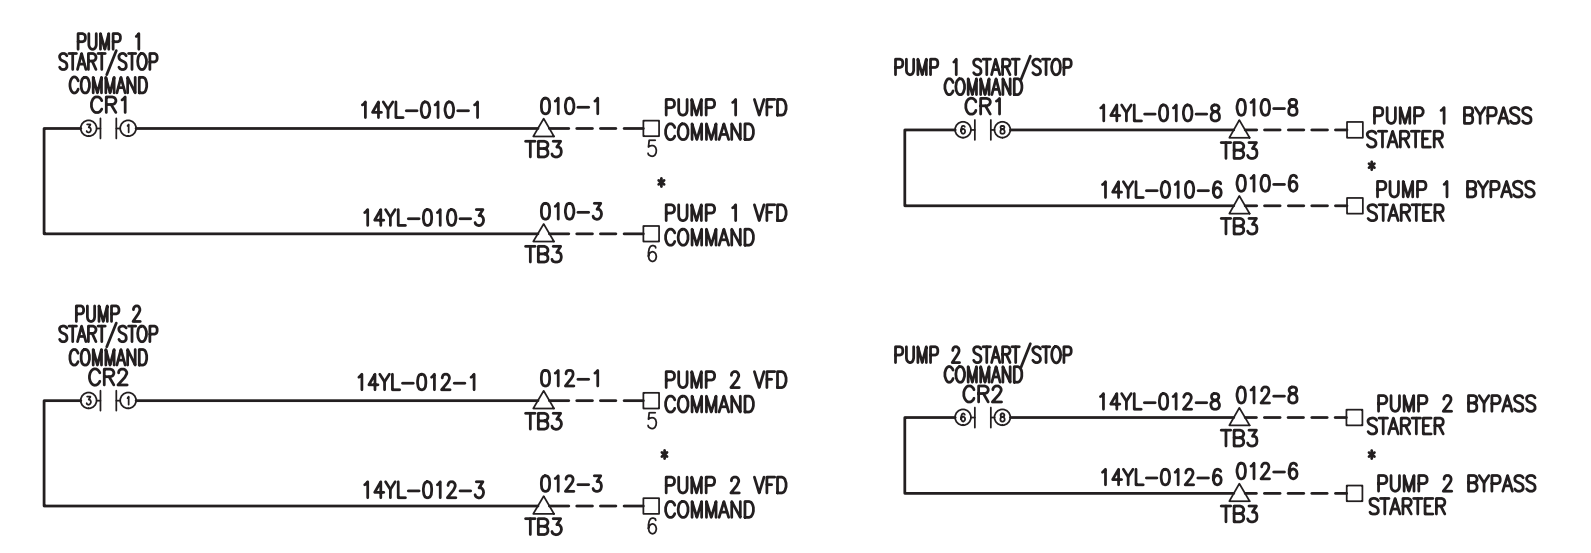 PUMP 1
START/STOP
COMMAND
CR1
3 1
14YL-010-1
010-1
TB3
PUMP 1 VFD
COMMAND
5
*
14YL-010-3
010-3
TB3
PUMP 1 VFD
COMMAND
6
PUMP 1 START/STOP
COMMAND
CR1
6 8
14YL-010-8
010-8
TB3
PUMP 1 BYPASS
STARTER
*
14YL-010-6
010-6
TB3
PUMP 1 BYPASS
STARTER
PUMP 2
START/STOP
COMMAND
CR2
3 1
14YL-012-1
012-1
TB3
PUMP 2 VFD
COMMAND
5
*
14YL-012-3
012-3
TB3
PUMP 2 VFD
COMMAND
6
PUMP 2 START/STOP
COMMAND
CR2
6 8
14YL-012-8
012-8
TB3
PUMP 2 BYPASS
STARTER
*
14YL-012-6
012-6
TB3
PUMP 2 BYPASS
STARTER